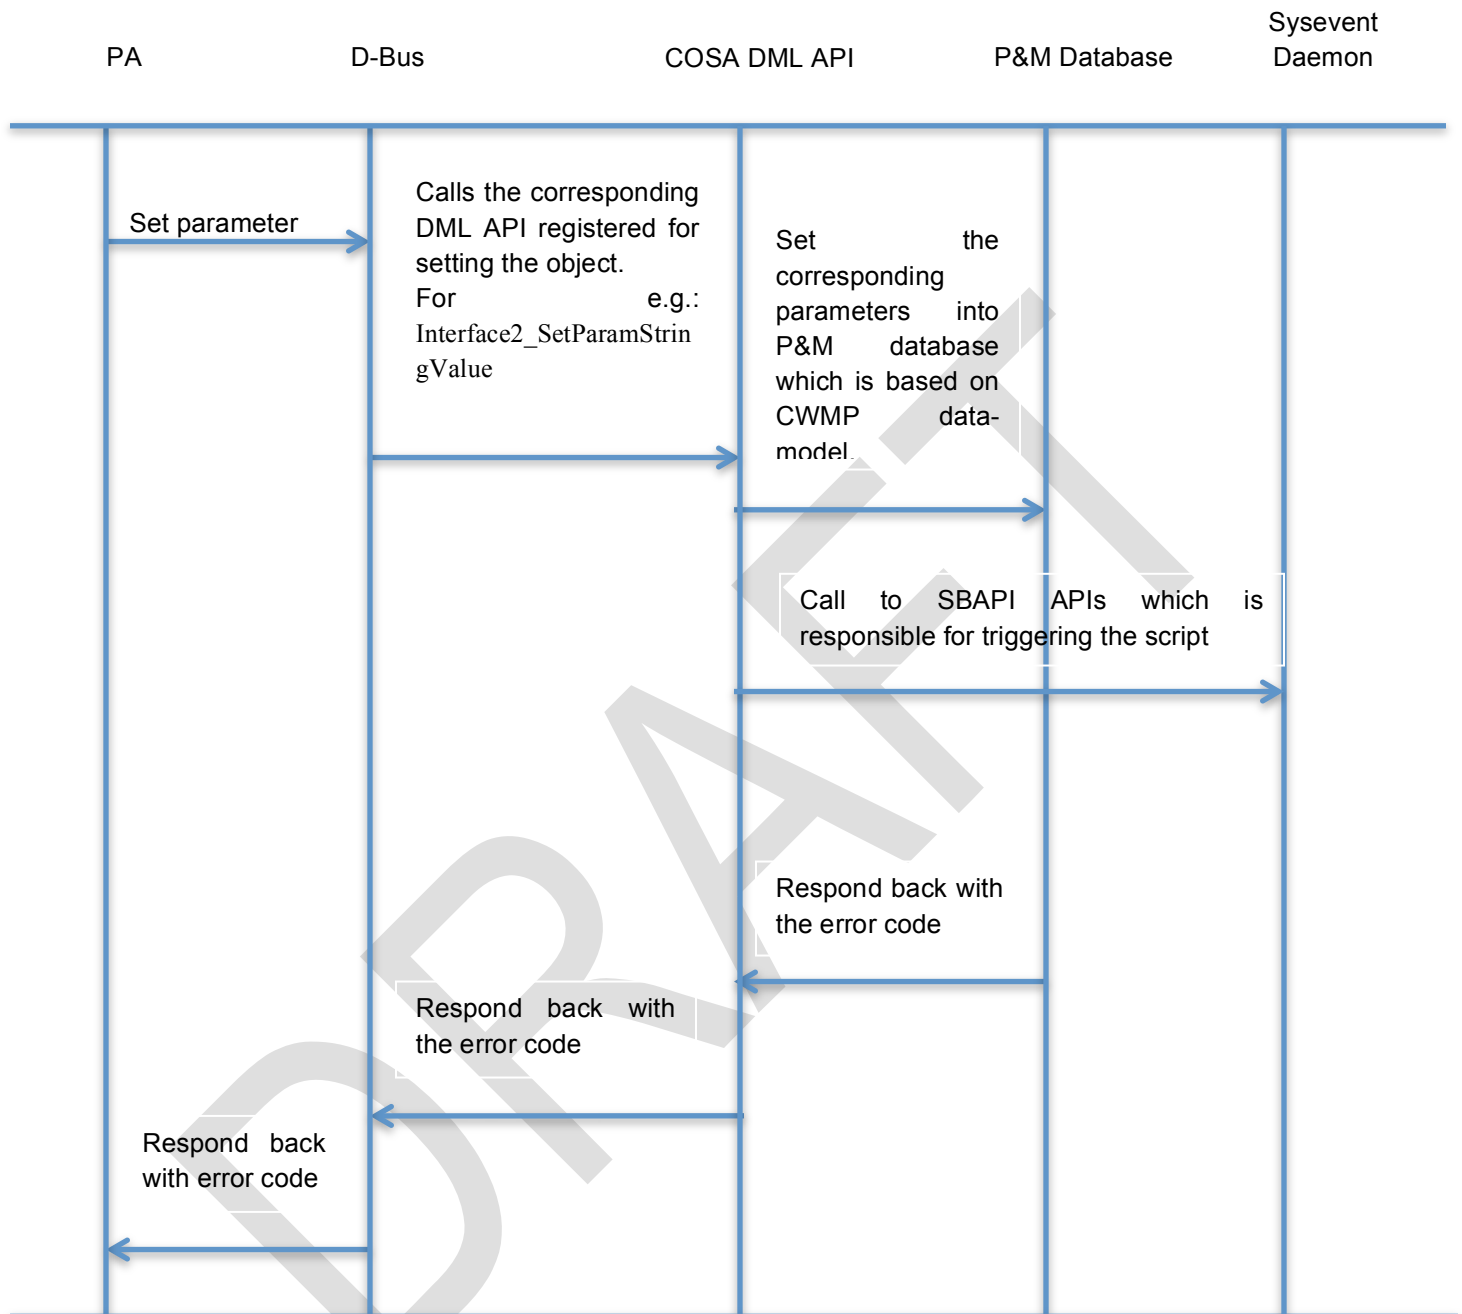 Sysevent
PA D-Bus COSA DML API P&M Database Daemon
Calls the corresponding
DML API registered for
setting the object.
For e.g.:
Interface2_SetParamStrin
gValue
Set parameter
Set the
corresponding
parameters into
P&M database
which is based on
CWMP data-
model.
Call to SBAPI APIs which is
responsible for triggering the script
Respond back with
the error code
Respond back with
the error code
Respond back
with error code
DRAFT